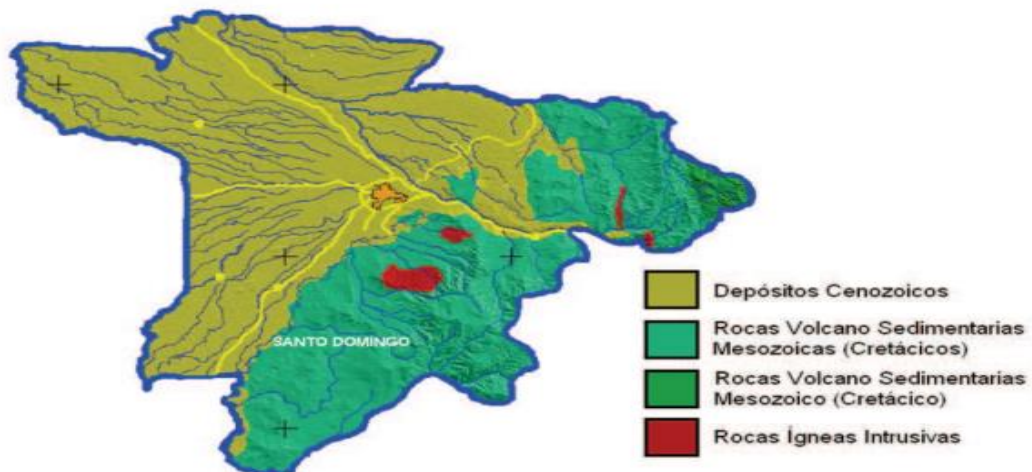 SANTO DOMINGO
Depósitos Cenozoicos
Rocas Volcano Sedimentarias
Mesozoicas (Cretácicos)
Rocas Volcano Sedimentarias
Mesozoico (Cretácico)
Rocas Ígneas Intrusivas